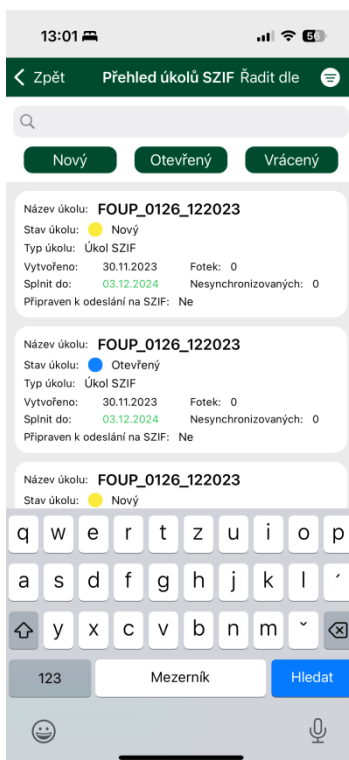 13:01
50
Zpět Přehled úkolů SZIF Řadit dle
Nový Otevřený Vrácený
Název úkolu: FOUP_0126_122023
Stav úkolu: Nový
Typ úkolu: Úkol SZIF
Vytvořeno: 30.11.2023 Fotek: 0
Splnit do: 03.12.2024 Nesynchronizovaných: 0
Připraven k odeslání na SZIF: Ne
Název úkolu: FOUP_0126_122023
Stav úkolu: Otevřený
Typ úkolu: Úkol SZIF
Vytvořeno: 30.11.2023 Fotek: 0
Splnit do: 03.12.2024 Nesynchronizovaných: 0
Připraven k odeslání na SZIF: Ne
Název úkolu: FOUP_0126_122023
Stav úkolu: Nový
q w e r t z u i o p
a s d f g h j k l ´
y x c v b n m ˇ
123 Mezerník Hledat